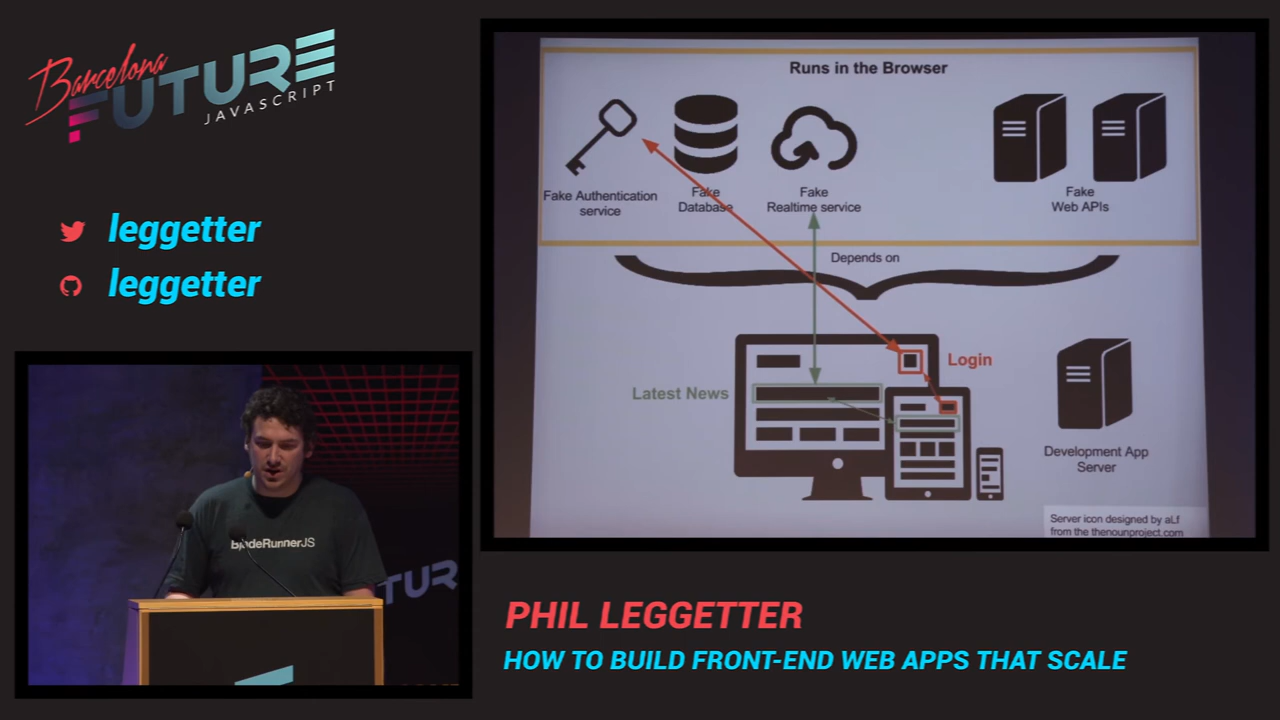 Barcelona
FUTURE
JAVASCRIPT
leggetter
leggetter
Runs in the Browser
Fake Authentication
service
Fake
Database
Fake
Realtime service
Fake
Web APIs
Depends on
Login
Latest News
Development App
Server
Server icon designed by aLf
from the thenounproject.com
BladeRunnerJS
TUR
PHIL LEGGETTER
HOW TO BUILD FRONT-END WEB APPS THAT SCALE